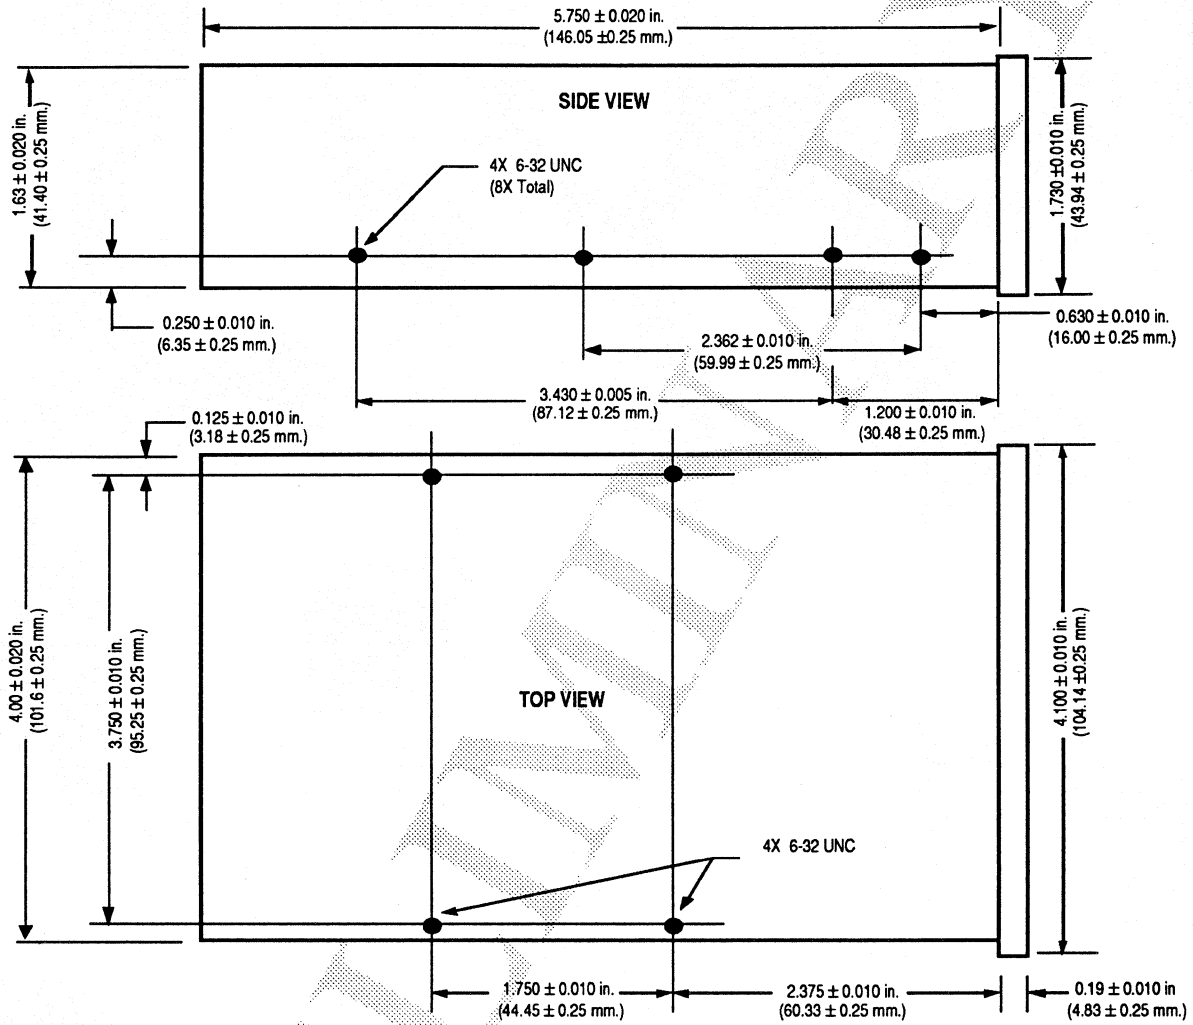 5.750 ± 0.020 in.
(146.05 ±0.25 mm.)
SIDE VIEW
1.63 ± 0.020 in.
(41.40 ± 0.25 mm.)
4X 6-32 UNC
(8X Total)
1.730 ±0.010 in.
(43.94 ± 0.25 mm.)
0.250 ± 0.010 in.
(6.35 ± 0.25 mm.)
2.362 ± 0.010 in.
(59.99 ± 0.25 mm.)
0.630 ± 0.010 in.
(16.00 ± 0.25 mm.)
3.430 ± 0.005 in.
(87.12 ± 0.25 mm.)
1.200 ± 0.010 in.
(30.48 ± 0.25 mm.)
0.125 ± 0.010 in.
(3.18 ± 0.25 mm.)
4.00 ± 0.020 in.
(101.6 ± 0.25 mm.)
3.750 ± 0.010 in.
(95.25 ± 0.25 mm.)
TOP VIEW
4.100 ± 0.010 in.
(104.14 ±0.25 mm.)
4X 6-32 UNC
1.750 ± 0.010 in.
(44.45 ± 0.25 mm.)
2.375 ± 0.010 in.
(60.33 ± 0.25 mm.)
0.19 ± 0.010 in
(4.83 ± 0.25 mm.)